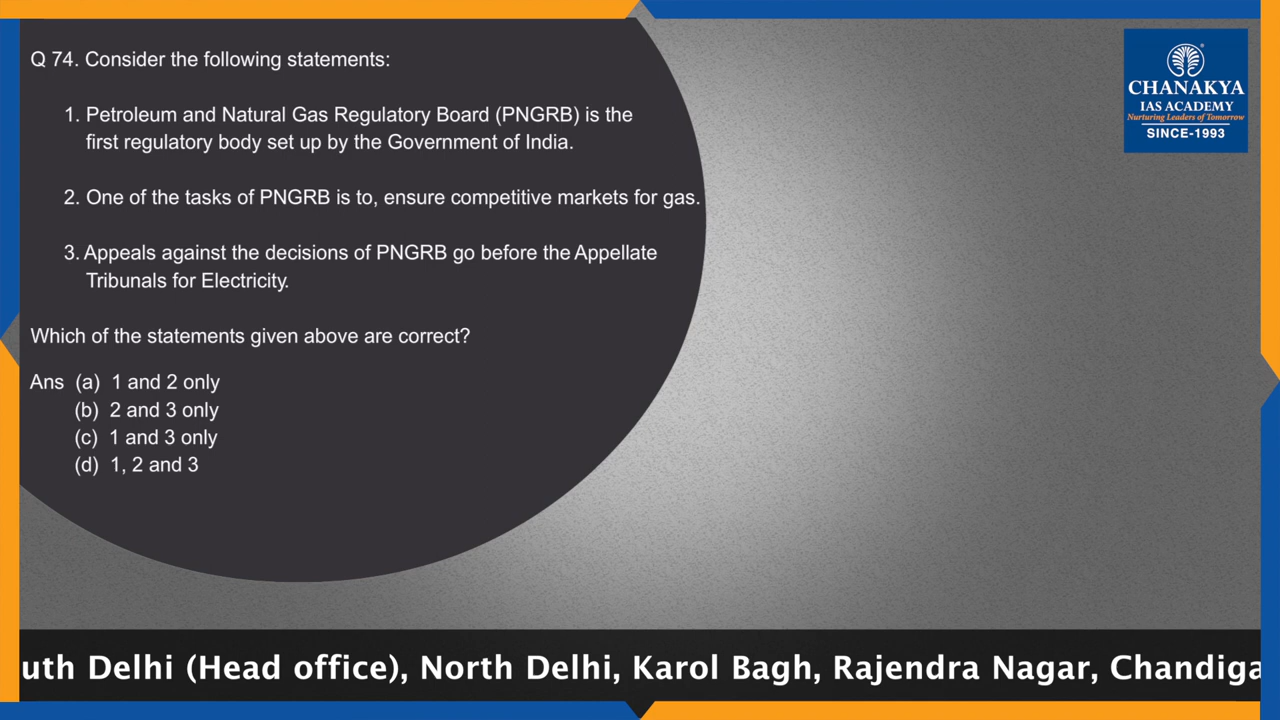 Q 74. Consider the following statements:
1. Petroleum and Natural Gas Regulatory Board (PNGRB) is the
first regulatory body set up by the Government of India.
2. One of the tasks of PNGRB is to, ensure competitive markets for gas.
3. Appeals against the decisions of PNGRB go before the Appellate
Tribunals for Electricity.
Which of the statements given above are correct?
Ans (a) 1 and 2 only
(b) 2 and 3 only
(c) 1 and 3 only
(d) 1, 2 and 3
CHANAKYA
IAS ACADEMY
Nurturing Leaders of Tomorrow
SINCE-1993
uth Delhi (Head office), North Delhi, Karol Bagh, Rajendra Nagar, Chandiga